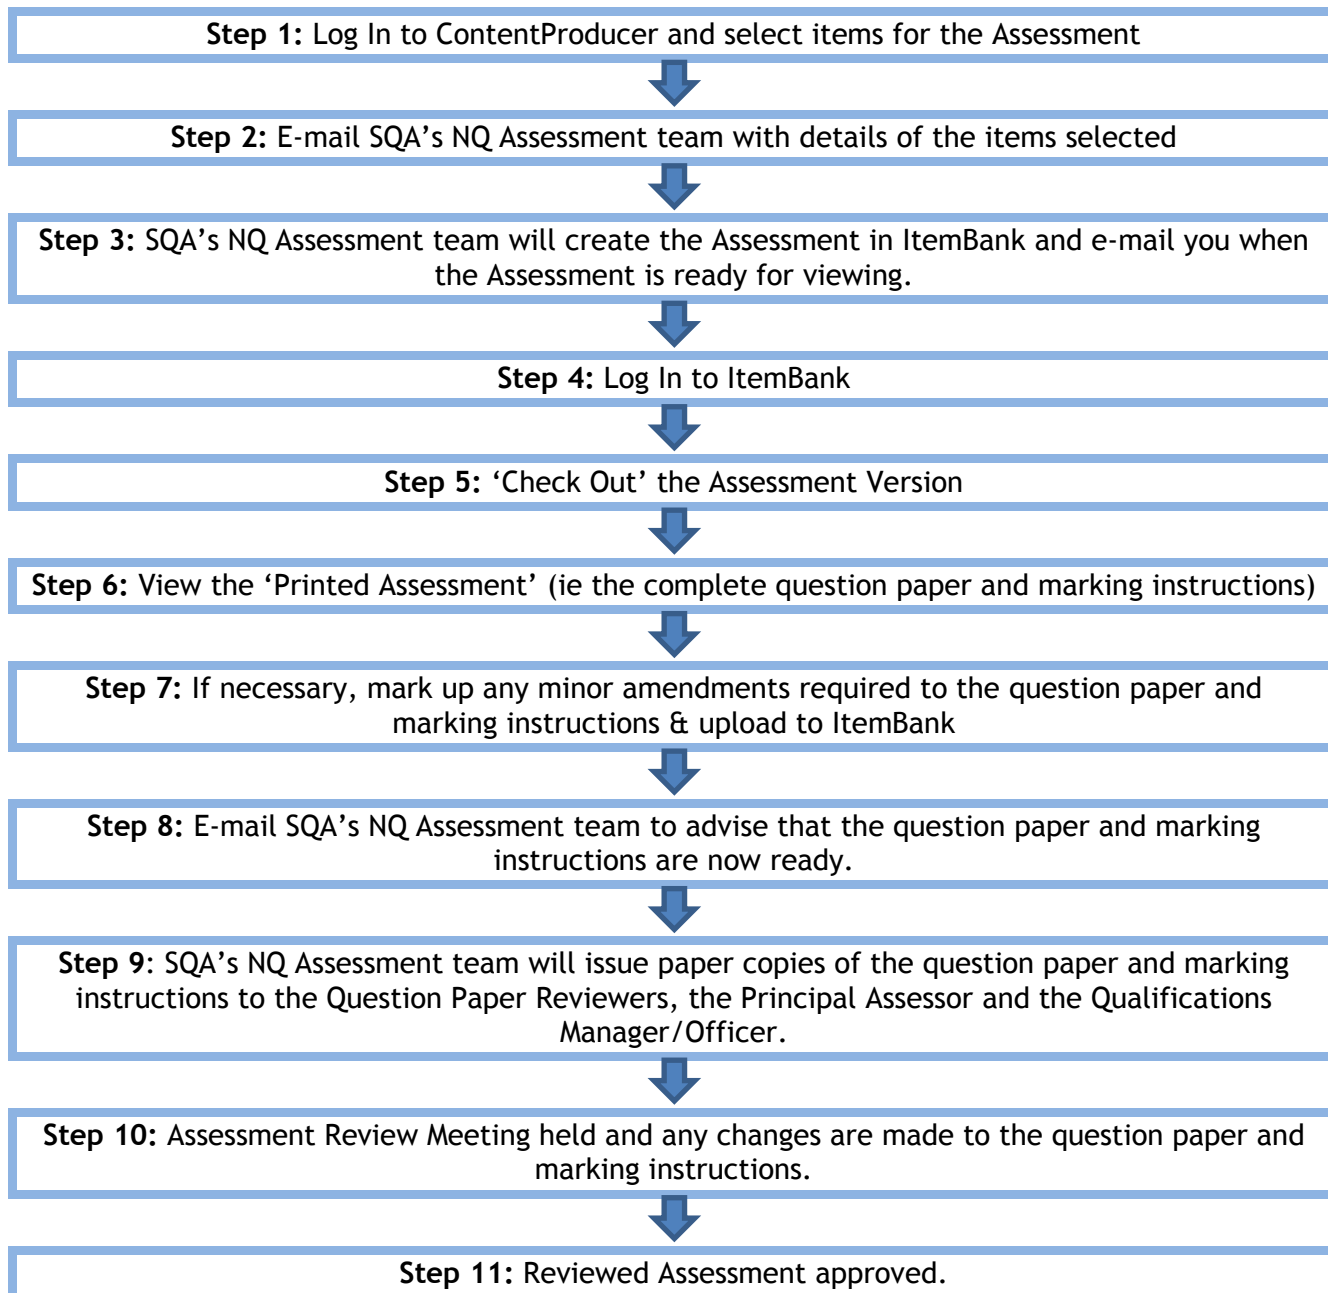 Step 1: Log In to ContentProducer and select items for the Assessment
Step 2: E-mail SQA’s NQ Assessment team with details of the items selected
Step 3: SQA’s NQ Assessment team will create the Assessment in ItemBank and e-mail you when
the Assessment is ready for viewing.
Step 4: Log In to ItemBank
Step 5: ‘Check Out’ the Assessment Version
Step 6: View the ‘Printed Assessment’ (ie the complete question paper and marking instructions)
Step 7: If necessary, mark up any minor amendments required to the question paper and
marking instructions & upload to ItemBank
Step 8: E-mail SQA’s NQ Assessment team to advise that the question paper and marking
instructions are now ready.
Step 9: SQA’s NQ Assessment team will issue paper copies of the question paper and marking
instructions to the Question Paper Reviewers, the Principal Assessor and the Qualifications
Manager/Officer.
Step 10: Assessment Review Meeting held and any changes are made to the question paper and
marking instructions.
Step 11: Reviewed Assessment approved.